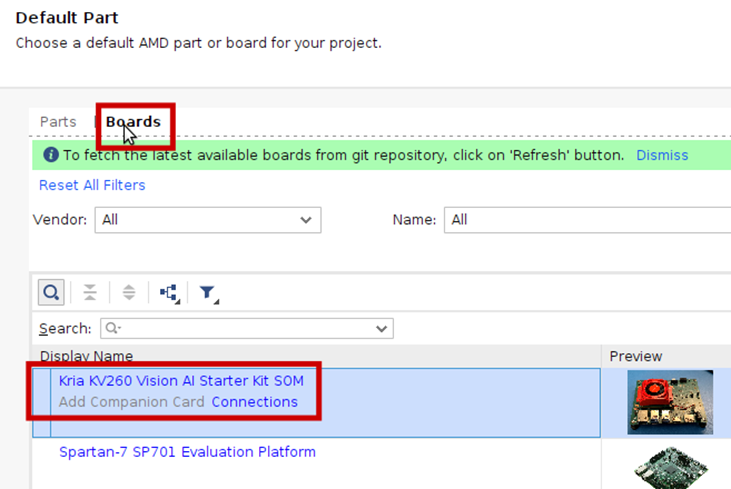 Default Part
Choose a default AMD part or board for your project.
Parts | Boards
To fetch the latest available boards from git repository, click on 'Refresh' button. Dismiss
Reset All Filters
Vendor: All Name: All
Search:
Display Name Preview
Kria KV260 Vision AI Starter Kit SOM
Add Companion Card Connections
Spartan-7 SP701 Evaluation Platform